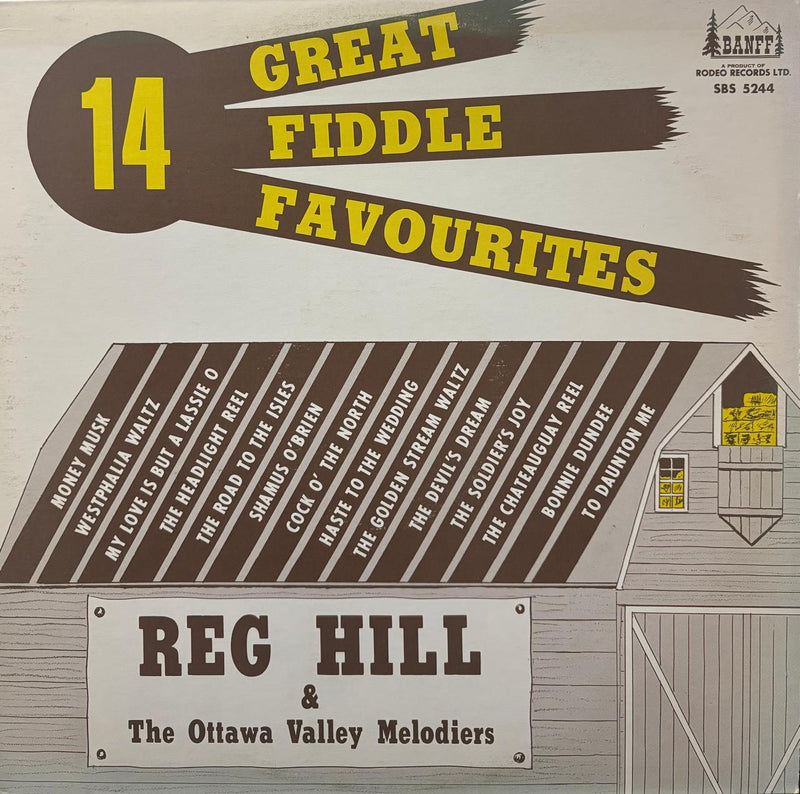 14
GREAT
FIDDLE
FAVOURITES
BANFF
A PRODUCT OF
RODEO RECORDS LTD.
SBS 5244
MONEY MUSK
WESTPHALIA WALTZ
MY LOVE IS BUT A LASSIE O
THE HEADLIGHT REEL
THE ROAD TO THE ISLES
SHAMUS O'BRIEN
COCK O' THE NORTH
HASTE TO THE WEDDING
THE GOLDEN STREAM WALTZ
THE DEVIL'S DREAM
THE SOLDIER'S JOY
THE CHATEAUGUAY REEL
BONNIE DUNDEE
TO DAUNTON ME
REG HILL
&
The Ottawa Valley Melodiers